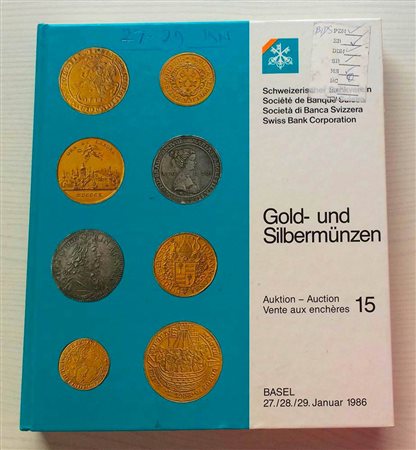 27-29 JAN
Schweizerischer Bankverein
Société de Banque Suisse
Società di Banca Svizzera
Swiss Bank Corporation
Gold- und
Silbermünzen
Auktion – Auction
Vente aux enchères 15
BASEL
27./28./29. Januar 1986